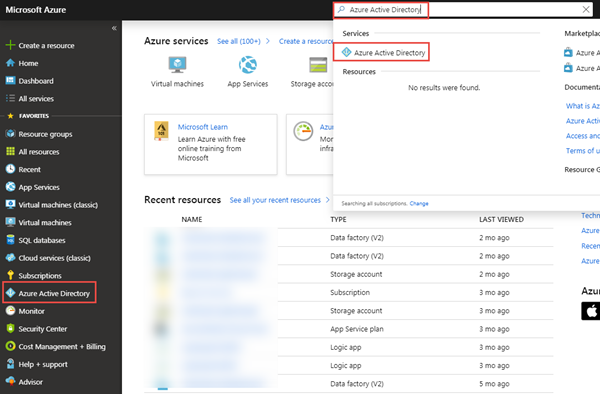 Microsoft Azure
Azure Active Directory
Create a resource
Home
Dashboard
All services
FAVORITES
Resource groups
All resources
Recent
App Services
Virtual machines (classic)
Virtual machines
SQL databases
Cloud services (classic)
Subscriptions
Azure Active Directory
Monitor
Security Center
Cost Management + Billing
Help + support
Advisor
Azure services See all (100+) Create a resour
Virtual machines App Services Storage accou
Microsoft Learn
Learn Azure with free
online training from
Microsoft
Azu
Mor
infra
Services
Azure Active Directory
Resources
No results were found.
Searching all subscriptions. Change
Marketplac
Azure A
Azure A
Documenta
What is Az
Azure Activ
Access and
Terms of u
Resource G
Recent resources See all your recent resources
NAME TYPE LAST VIEWED
Data factory (V2) 2 mo ago
Data factory (V2) 2 mo ago
Storage account 2 mo ago
Subscription 3 mo ago
Storage account 3 mo ago
App Service plan 3 mo ago
Logic app 3 mo ago
Logic app 3 mo ago
Data factory (V2) 5 mo ago
Techn
Azure
Recen
Azure
Azu